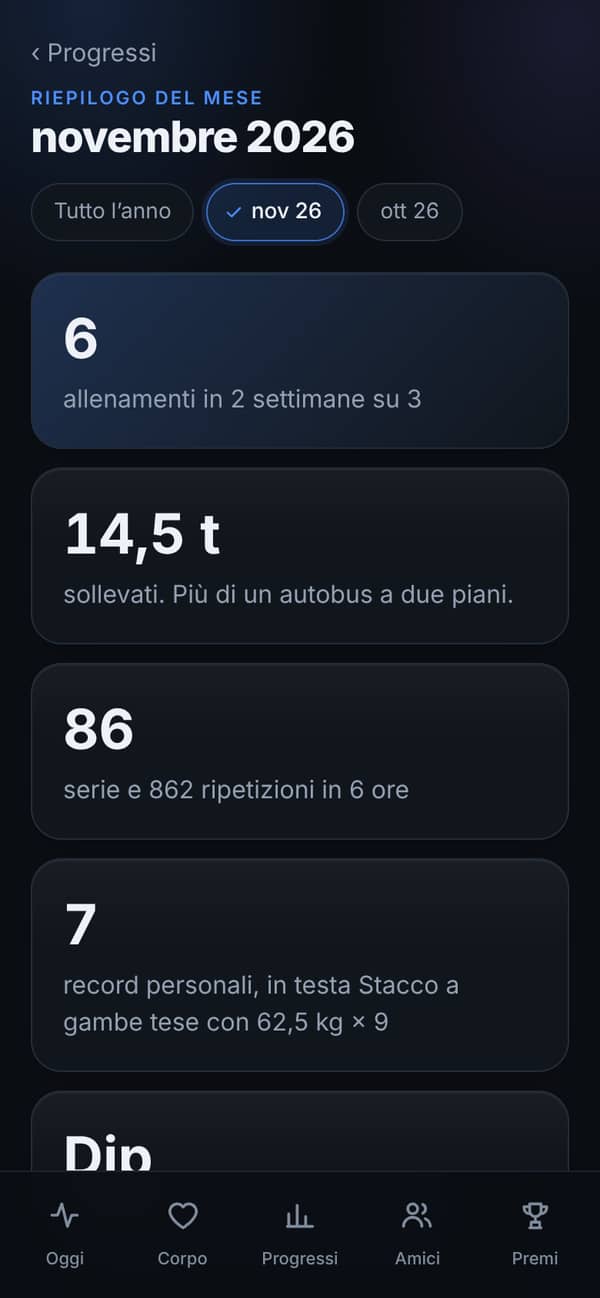 ‹ Progressi
RIEPILOGO DEL MESE
novembre 2026
Tutto l’anno
✓ nov 26
ott 26
6
allenamenti in 2 settimane su 3
14,5 t
sollevati. Più di un autobus a due piani.
86
serie e 862 ripetizioni in 6 ore
7
record personali, in testa Stacco a
gambe tese con 62,5 kg × 9
Dip
Oggi
Corpo
Progressi
Amici
Premi